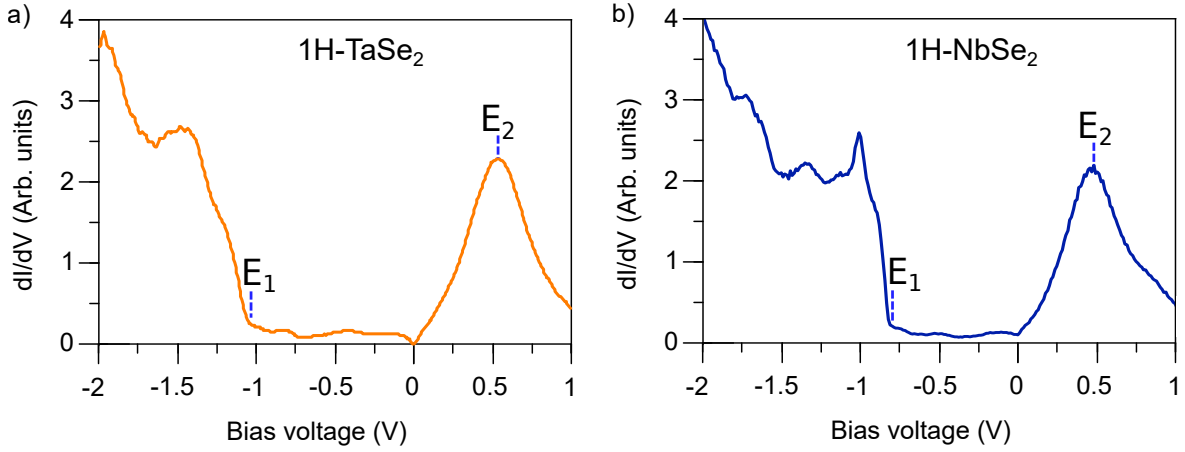 a)
1H-TaSe₂
E₁
E₂
dI/dV (Arb. units)
4
3
2
1
0
-2
-1.5
-1
-0.5
0
0.5
1
Bias voltage (V)
b)
1H-NbSe₂
E₁
E₂
dI/dV (Arb. units)
4
3
2
1
0
-2
-1.5
-1
-0.5
0
0.5
1
Bias voltage (V)